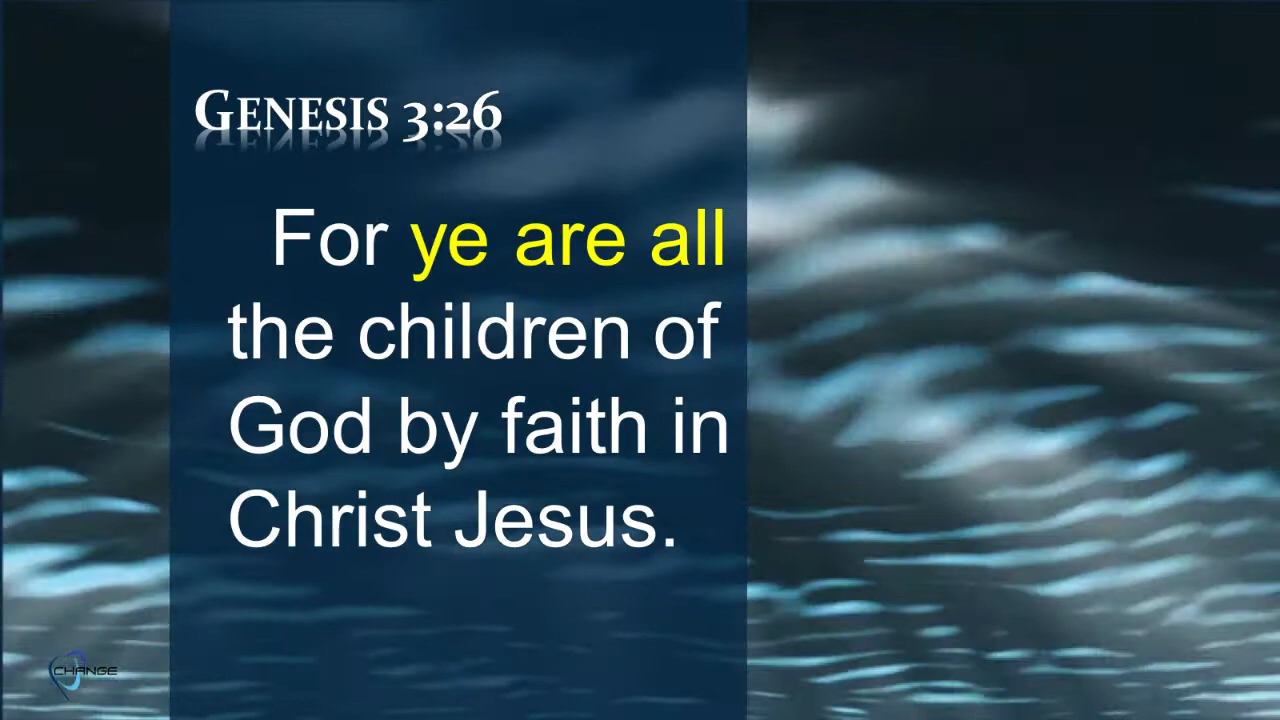 Genesis 3:26
For ye are all
the children of
God by faith in
Christ Jesus.
CHANGE